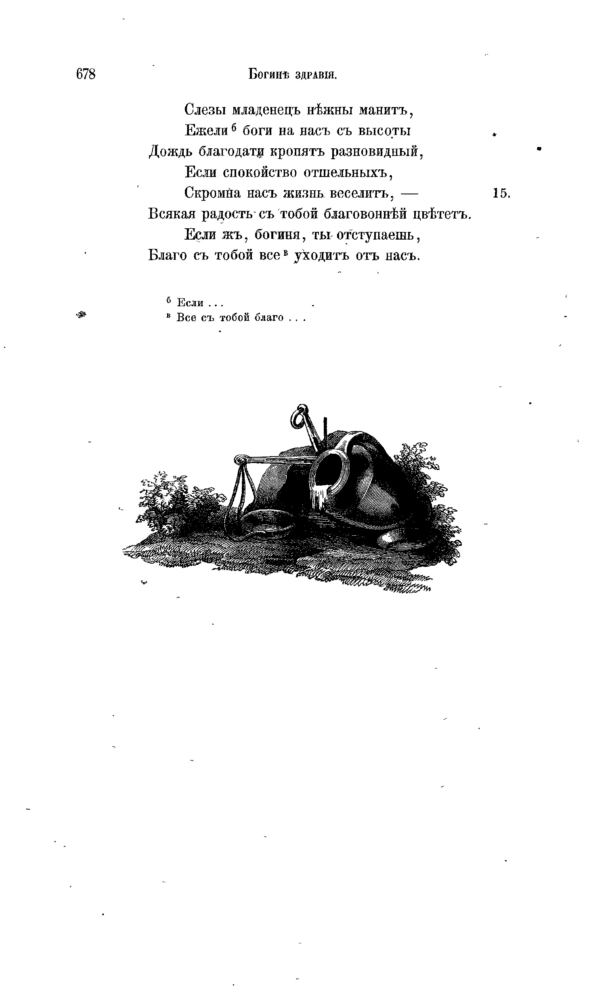 678 Богинѣ здравія.
Слезы младенецъ нѣжны манитъ,
Ежели ᵇ боги на насъ съ высоты
Дождь благодати кропятъ разновидный,
Если спокойство отшельныхъ,
Скромна насъ жизнь веселитъ, — 15.
Всякая радость съ тобой благовоннѣй цвѣтетъ.
Если жъ, богиня, ты отступаешь,
Благо съ тобой все ᵛ уходитъ отъ насъ.
б Если ...
в Все съ тобой благо ...